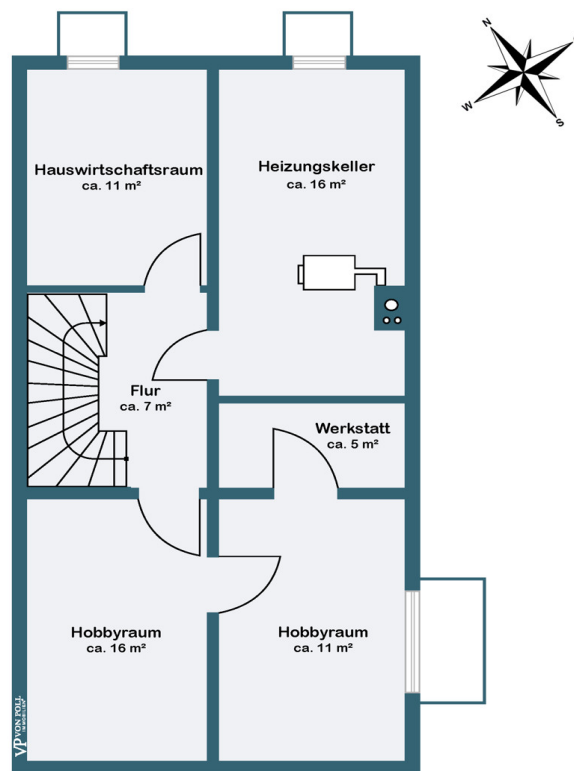 N
W
S
Hauswirtschaftsraum
ca. 11 m²
Heizungskeller
ca. 16 m²
Flur
ca. 7 m²
Werkstatt
ca. 5 m²
Hobbyraum
ca. 16 m²
Hobbyraum
ca. 11 m²
VP VON POLL
IMMOBILIEN